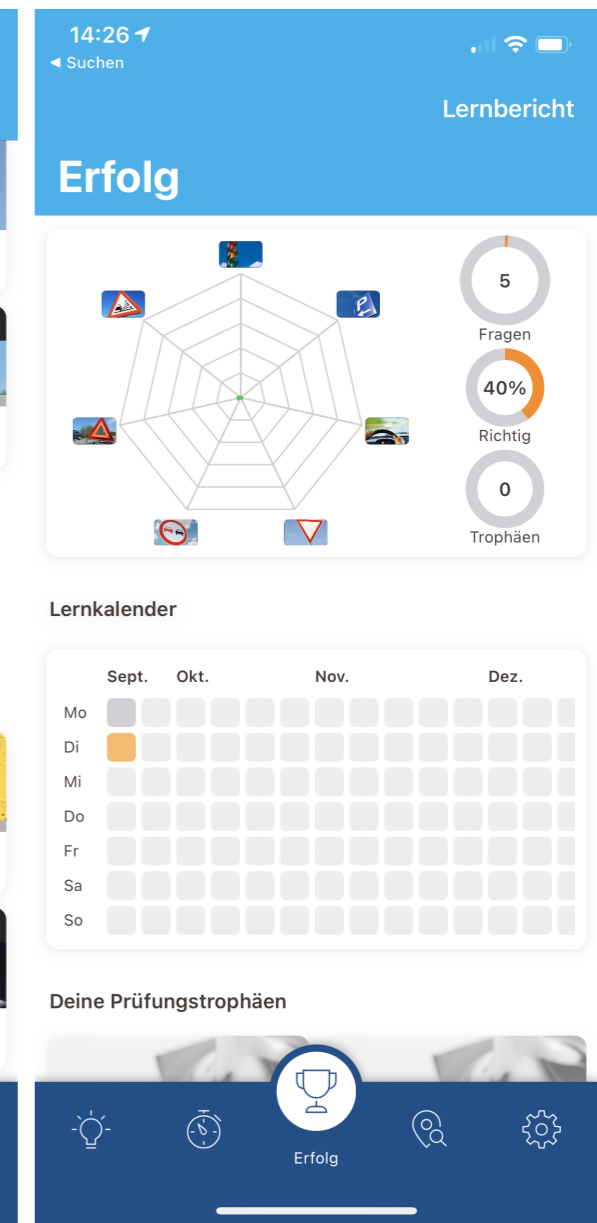 14:26
◀ Suchen
Lernbericht
Erfolg
5
Fragen
40%
Richtig
0
Trophäen
Lernkalender
Sept. Okt. Nov. Dez.
Mo
Di
Mi
Do
Fr
Sa
So
Deine Prüfungstrophäen
Erfolg